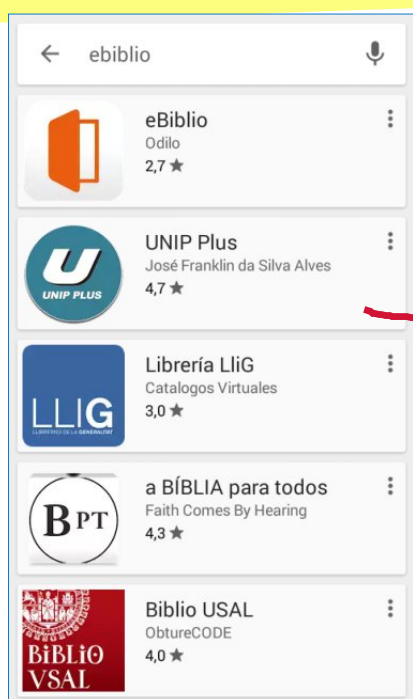 ebiblio
eBiblio
Odilo
2,7 ★
UNIP PLUS
UNIP Plus
José Franklin da Silva Alves
4,7 ★
LLIG
Librería LliG
Catalogos Virtuales
3,0 ★
B PT
a BÍBLIA para todos
Faith Comes By Hearing
4,3 ★
BiBLiO
VSAL
Biblio USAL
ObtureCODE
4,0 ★